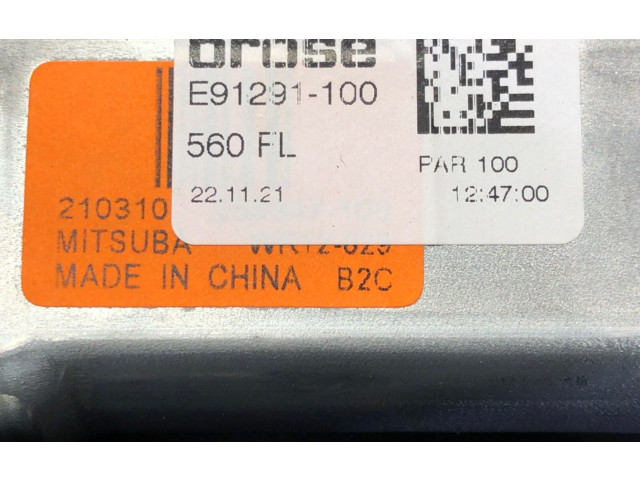 brose
E91291-100
560 FL
PAR 100
22.11.21
12:47:00
210310
MITSUBA
MADE IN CHINA B2C